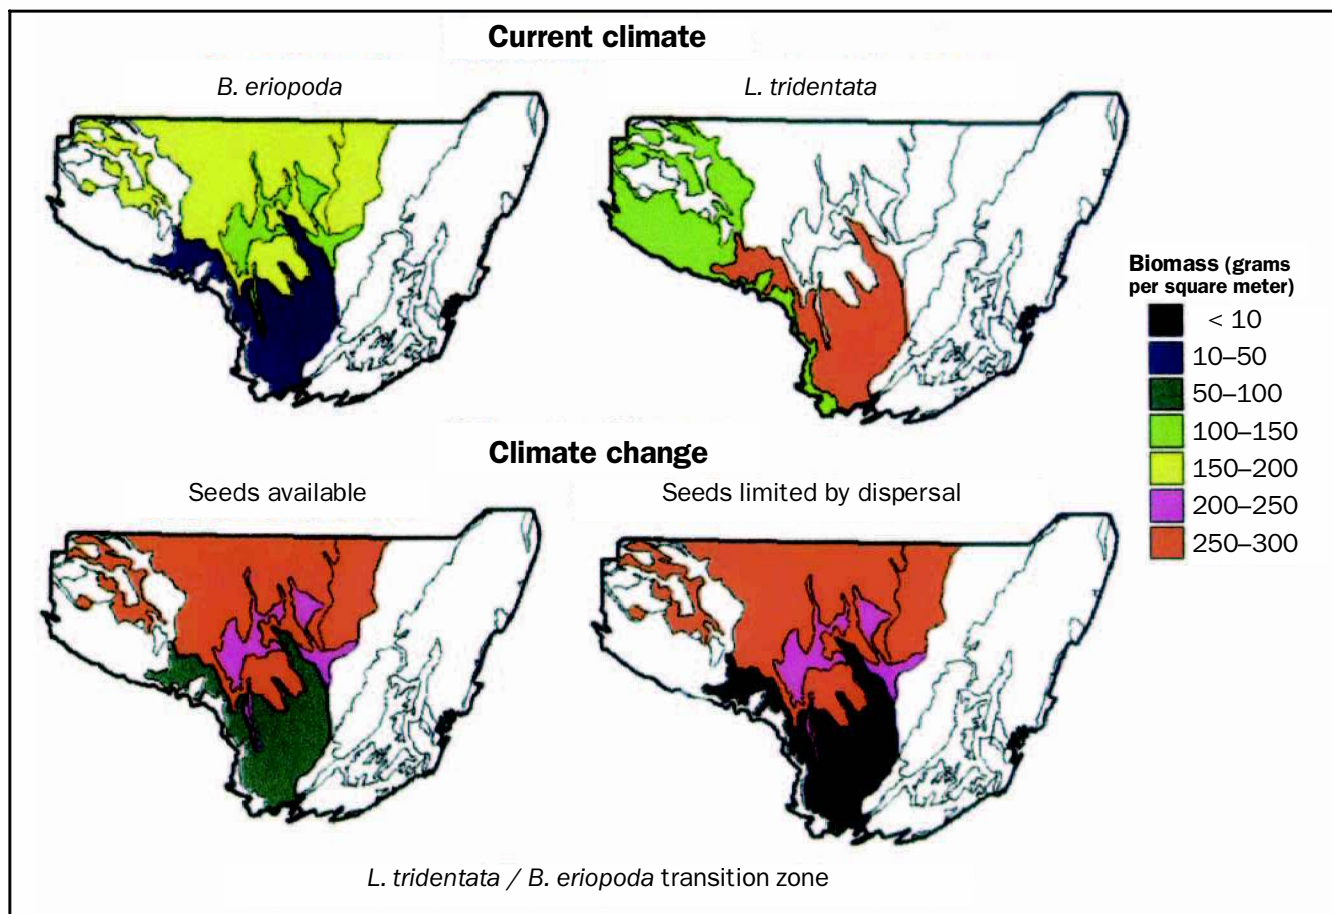 Current climate
B. eriopoda
L. tridentata
Biomass (grams
per square meter)
< 10
10–50
50–100
100–150
150–200
200–250
250–300
Climate change
Seeds available
Seeds limited by dispersal
L. tridentata / B. eriopoda transition zone